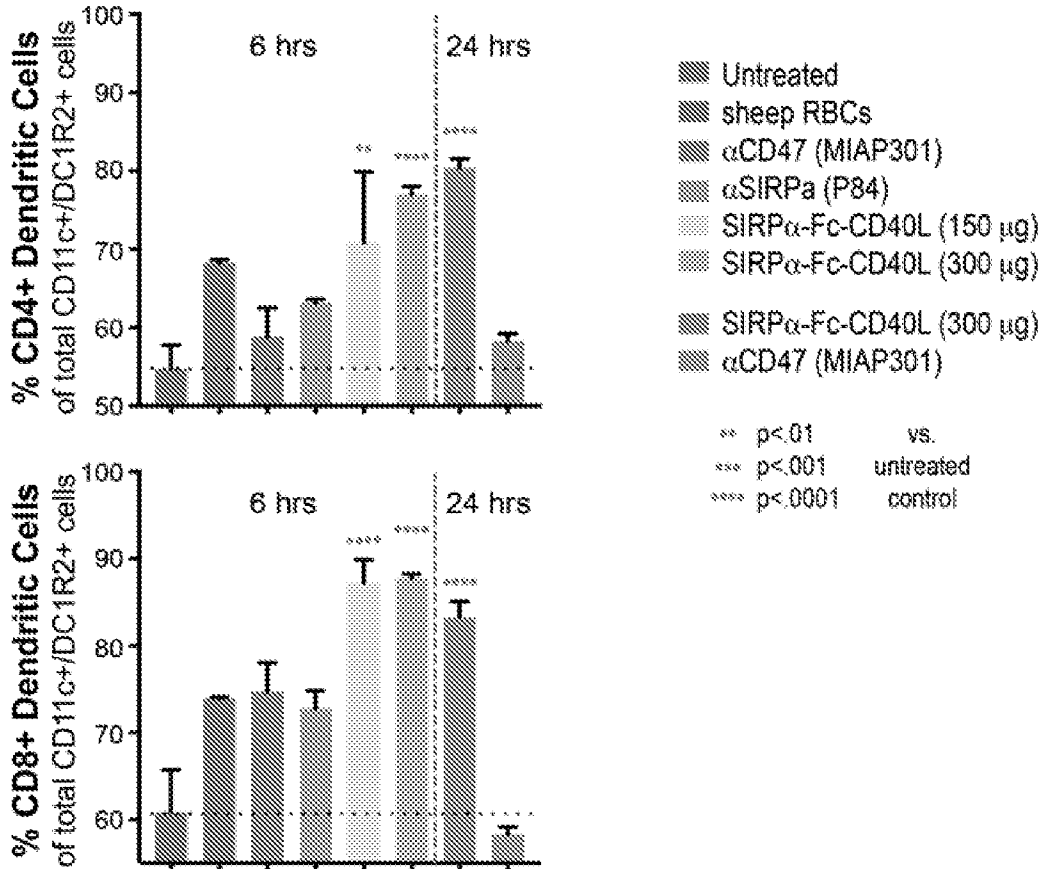 % CD4+ Dendritic Cells
of total CD11c+/DC1R2+ cells
100
90
80
70
60
50
6 hrs
24 hrs
**
***
****
Untreated
sheep RBCs
αCD47 (MIAP301)
αSIRPa (P84)
SIRPα-Fc-CD40L (150 µg)
SIRPα-Fc-CD40L (300 µg)
SIRPα-Fc-CD40L (300 µg)
αCD47 (MIAP301)
** p<.01 vs.
*** p<.001 untreated
**** p<.0001 control
% CD8+ Dendritic Cells
of total CD11c+/DC1R2+ cells
100
90
80
70
60
6 hrs
24 hrs
****
****
****